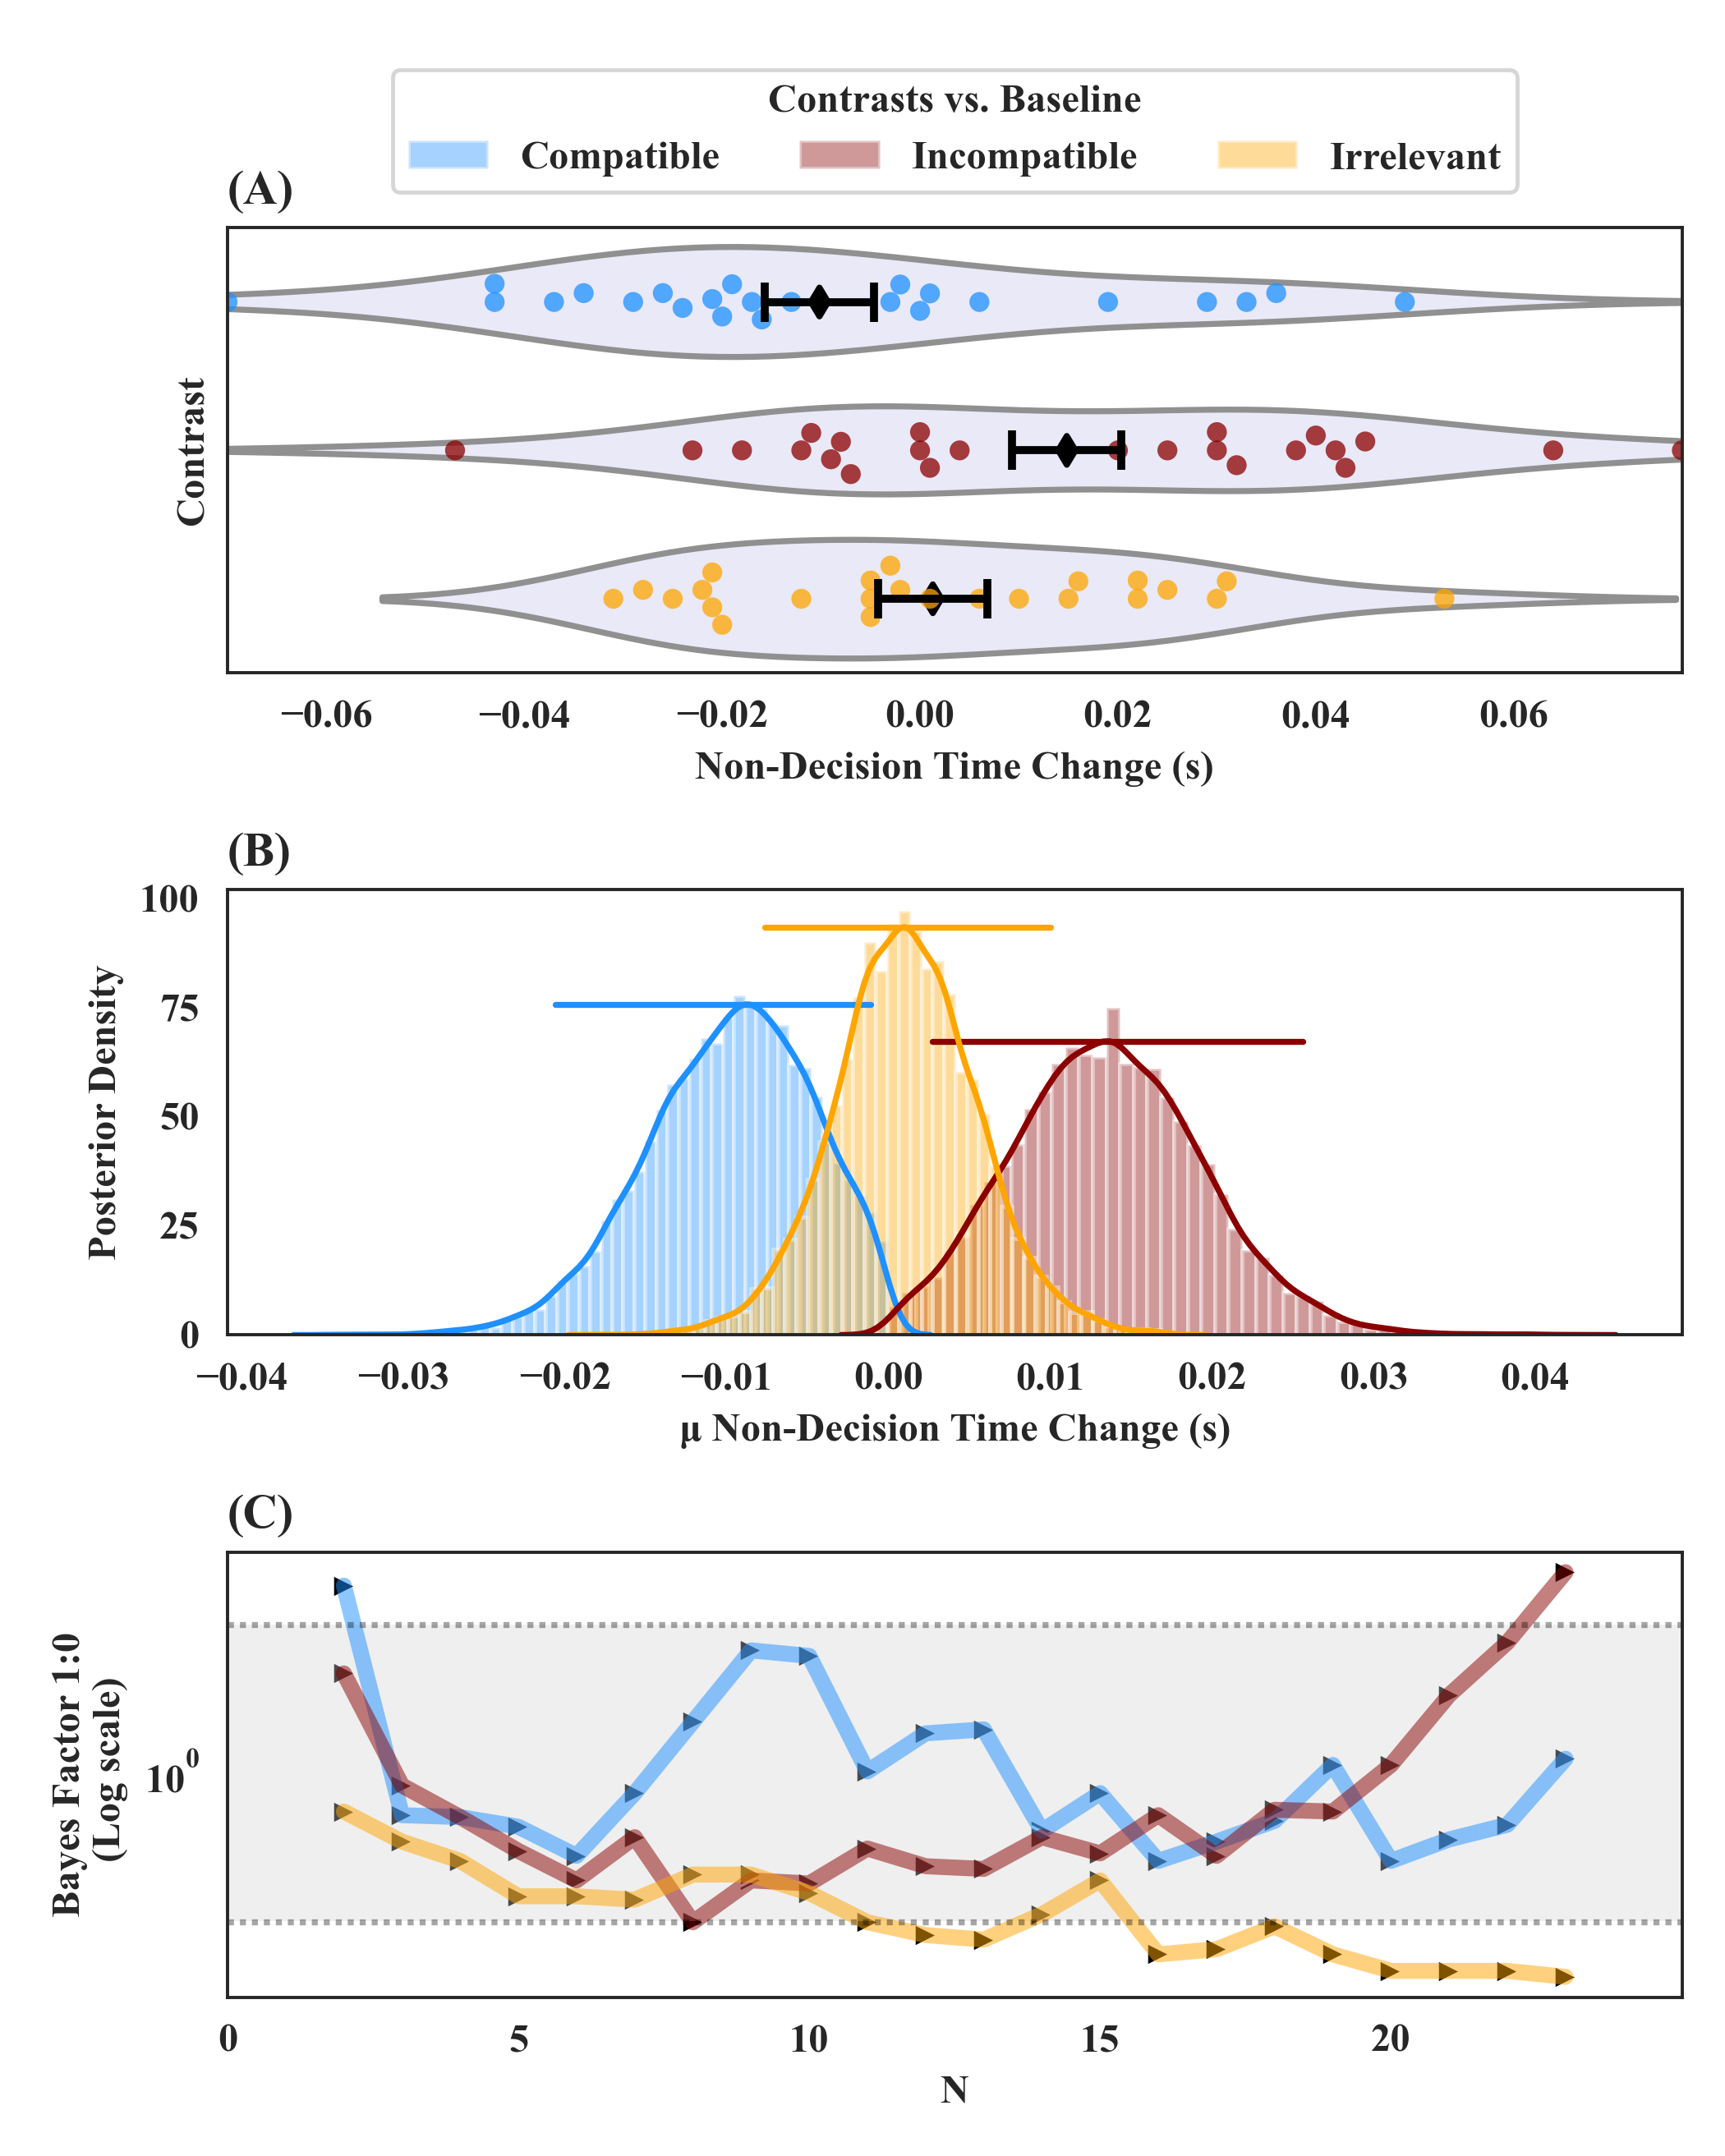 Contrasts vs. Baseline
Compatible Incompatible Irrelevant
(A)
Contrast
−0.06 −0.04 −0.02 0.00 0.02 0.04 0.06
Non-Decision Time Change (s)
(B)
100
75
50
25
0
Posterior Density
−0.04 −0.03 −0.02 −0.01 0.00 0.01 0.02 0.03 0.04
μ Non-Decision Time Change (s)
(C)
Bayes Factor 1:0
(Log scale)
10⁰
0 5 10 15 20
N